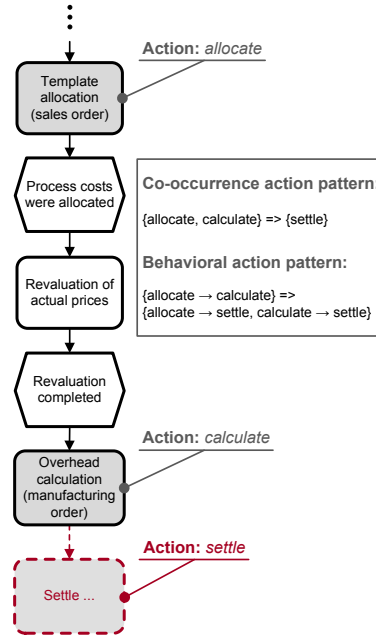 Action: allocate
Template
allocation
(sales order)
Process costs
were allocated
Co-occurrence action pattern:
{allocate, calculate} => {settle}
Behavioral action pattern:
{allocate → calculate} =>
{allocate → settle, calculate → settle}
Revaluation of
actual prices
Revaluation
completed
Action: calculate
Overhead
calculation
(manufacturing
order)
Action: settle
Settle ...